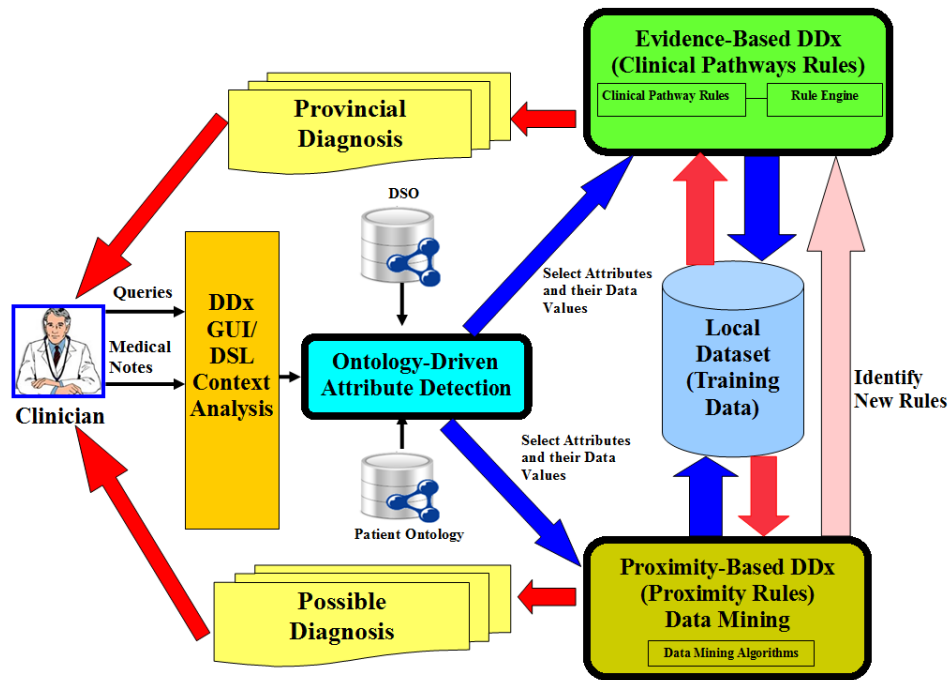 Evidence-Based DDx
(Clinical Pathways Rules)
Clinical Pathway Rules
Rule Engine
Provincial
Diagnosis
DSO
Select Attributes
and their Data
Values
Queries
Medical
Notes
Clinician
DDx
GUI/
DSL
Context
Analysis
Ontology-Driven
Attribute Detection
Local
Dataset
(Training
Data)
Identify
New Rules
Select Attributes
and their Data
Values
Patient Ontology
Possible
Diagnosis
Proximity-Based DDx
(Proximity Rules)
Data Mining
Data Mining Algorithms